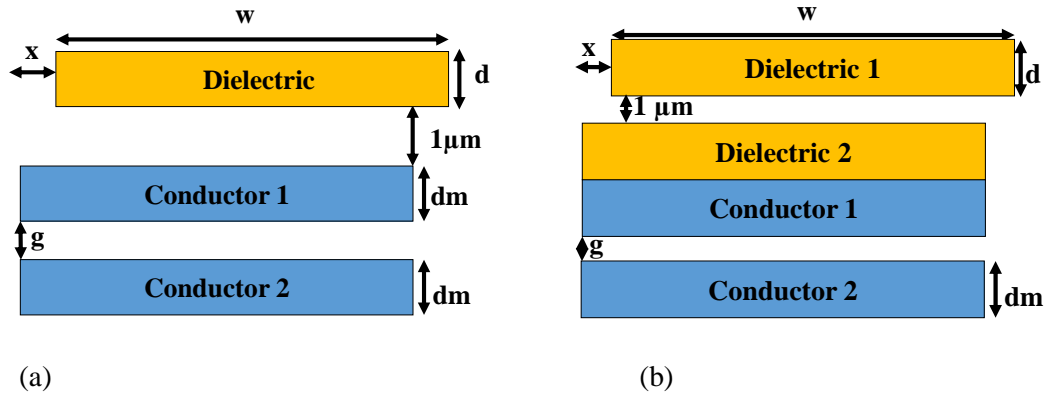 w
x
Dielectric
d
1µm
Conductor 1
dm
g
Conductor 2
dm
(a)
w
x
Dielectric 1
d
1 µm
Dielectric 2
Conductor 1
g
Conductor 2
dm
(b)